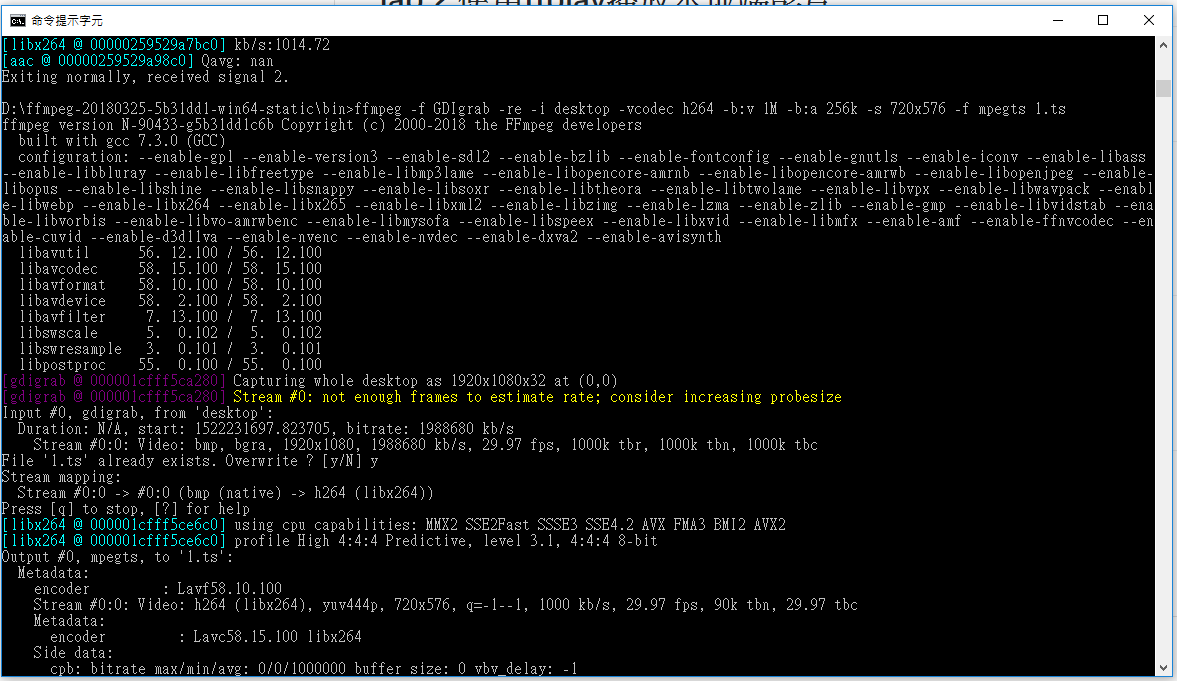 命令提示字元
[libx264 @ 00000259529a7bc0] kb/s:1014.72
[aac @ 00000259529a98c0] Qavg: nan
Exiting normally, received signal 2.
D:\ffmpeg-20180325-5b31dd1-win64-static\bin>ffmpeg -f GDIgrab -re -i desktop -vcodec h264 -b:v 1M -b:a 256k -s 720x576 -f mpegts 1.ts
ffmpeg version N-90433-g5b31dd1c6b Copyright (c) 2000-2018 the FFmpeg developers
built with gcc 7.3.0 (GCC)
configuration: --enable-gpl --enable-version3 --enable-sdl2 --enable-bzlib --enable-fontconfig --enable-gnutls --enable-iconv --enable-libass
--enable-libbluray --enable-libfreetype --enable-libmp3lame --enable-libopencore-amrnb --enable-libopencore-amrwb --enable-libopenjpeg --enable-
libopus --enable-libshine --enable-libsnappy --enable-libsoxr --enable-libtheora --enable-libtwolame --enable-libvpx --enable-libwavpack --enabl
e-libwebp --enable-libx264 --enable-libx265 --enable-libxml2 --enable-libzimg --enable-lzma --enable-zlib --enable-gmp --enable-libvidstab --ena
ble-libvorbis --enable-libvo-amrwbenc --enable-libmysofa --enable-libspeex --enable-libxvid --enable-libmfx --enable-amf --enable-ffnvcodec --en
able-cuvid --enable-d3d11va --enable-nvenc --enable-nvdec --enable-dxva2 --enable-avisynth
libavutil 56. 12.100 / 56. 12.100
libavcodec 58. 15.100 / 58. 15.100
libavformat 58. 10.100 / 58. 10.100
libavdevice 58. 2.100 / 58. 2.100
libavfilter 7. 13.100 / 7. 13.100
libswscale 5. 0.102 / 5. 0.102
libswresample 3. 0.101 / 3. 0.101
libpostproc 55. 0.100 / 55. 0.100
[gdigrab @ 000001cfff5ca280] Capturing whole desktop as 1920x1080x32 at (0,0)
[gdigrab @ 000001cfff5ca280] Stream #0: not enough frames to estimate rate; consider increasing probesize
Input #0, gdigrab, from 'desktop':
Duration: N/A, start: 1522231697.823705, bitrate: 1988680 kb/s
Stream #0:0: Video: bmp, bgra, 1920x1080, 1988680 kb/s, 29.97 fps, 1000k tbr, 1000k tbn, 1000k tbc
File '1.ts' already exists. Overwrite ? [y/N] y
Stream mapping:
Stream #0:0 -> #0:0 (bmp (native) -> h264 (libx264))
Press [q] to stop, [?] for help
[libx264 @ 000001cfff5ce6c0] using cpu capabilities: MMX2 SSE2Fast SSSE3 SSE4.2 AVX FMA3 BMI2 AVX2
[libx264 @ 000001cfff5ce6c0] profile High 4:4:4 Predictive, level 3.1, 4:4:4 8-bit
Output #0, mpegts, to '1.ts':
Metadata:
encoder : Lavf58.10.100
Stream #0:0: Video: h264 (libx264), yuv444p, 720x576, q=-1--1, 1000 kb/s, 29.97 fps, 90k tbn, 29.97 tbc
Metadata:
encoder : Lavc58.15.100 libx264
Side data:
cpb: bitrate max/min/avg: 0/0/1000000 buffer size: 0 vbv_delay: -1